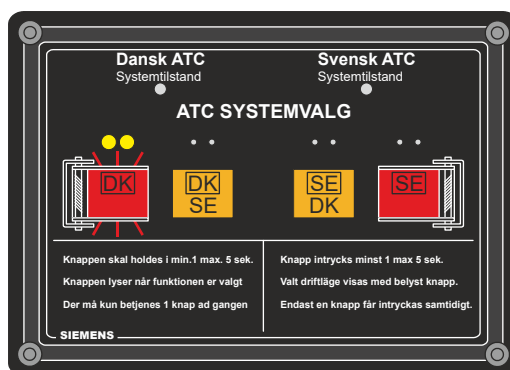 Dansk ATC
Systemtilstand
Svensk ATC
Systemtilstand
ATC SYSTEMVALG
DK
DK
SE
SE
DK
SE
Knappen skal holdes i min.1 max. 5 sek.
Knappen lyser når funktionen er valgt
Der må kun betjenes 1 knap ad gangen
Knapp intrycks minst 1 max 5 sek.
Valt driftläge visas med belyst knapp.
Endast en knapp får intryckas samtidigt.
SIEMENS